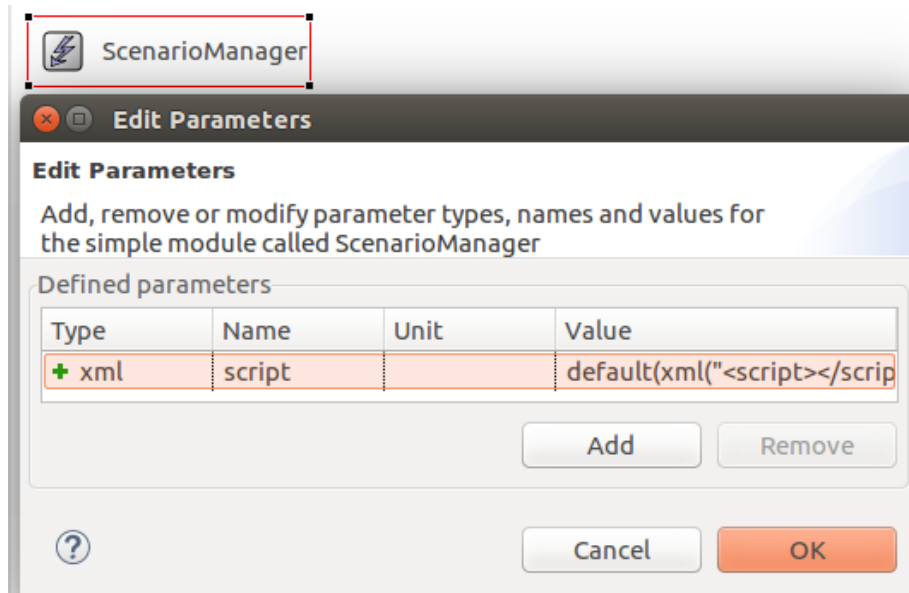 ScenarioManager
Edit Parameters
Edit Parameters
Add, remove or modify parameter types, names and values for
the simple module called ScenarioManager
Defined parameters
Type Name Unit Value
xml script default(xml("<script></scrip
Add Remove
Cancel OK